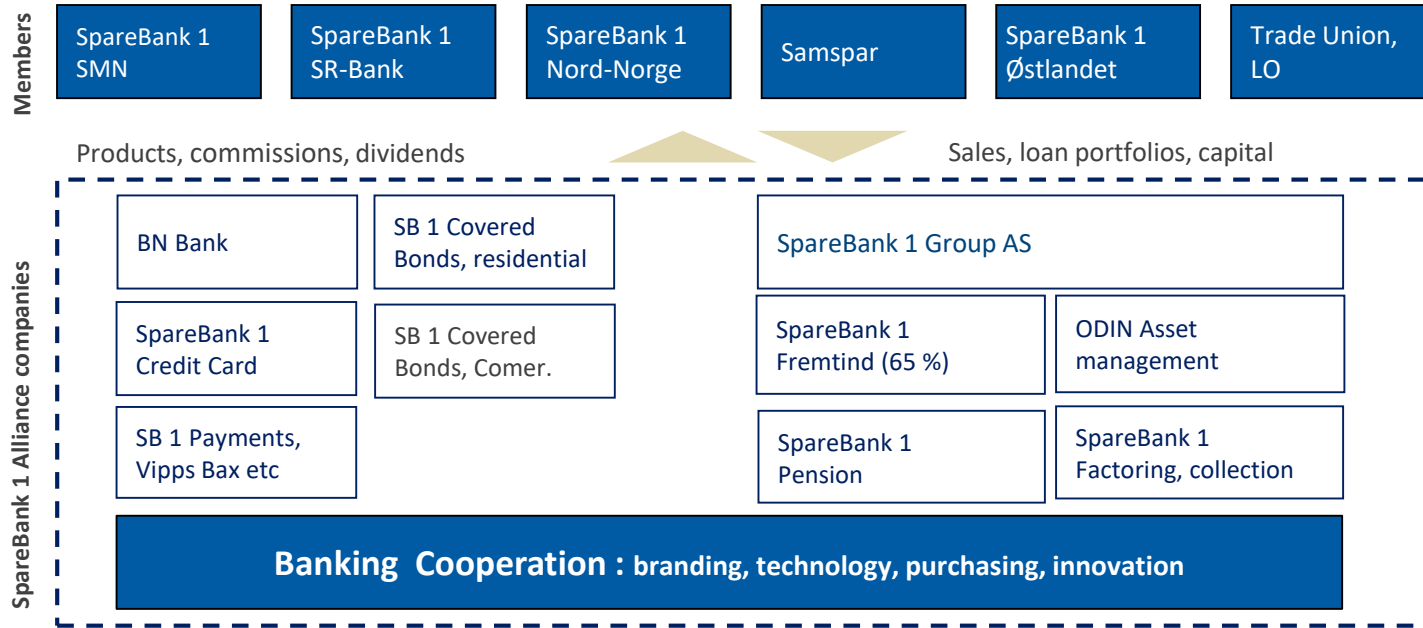 Members
SpareBank 1
SMN
SpareBank 1
SR-Bank
SpareBank 1
Nord-Norge
Samspar
SpareBank 1
Østlandet
Trade Union,
LO
Products, commissions, dividends
Sales, loan portfolios, capital
SpareBank 1 Alliance companies
BN Bank
SB 1 Covered
Bonds, residential
SpareBank 1 Group AS
SpareBank 1
Credit Card
SB 1 Covered
Bonds, Comer.
SpareBank 1
Fremtind (65 %)
ODIN Asset
management
SB 1 Payments,
Vipps Bax etc
SpareBank 1
Pension
SpareBank 1
Factoring, collection
Banking Cooperation : branding, technology, purchasing, innovation